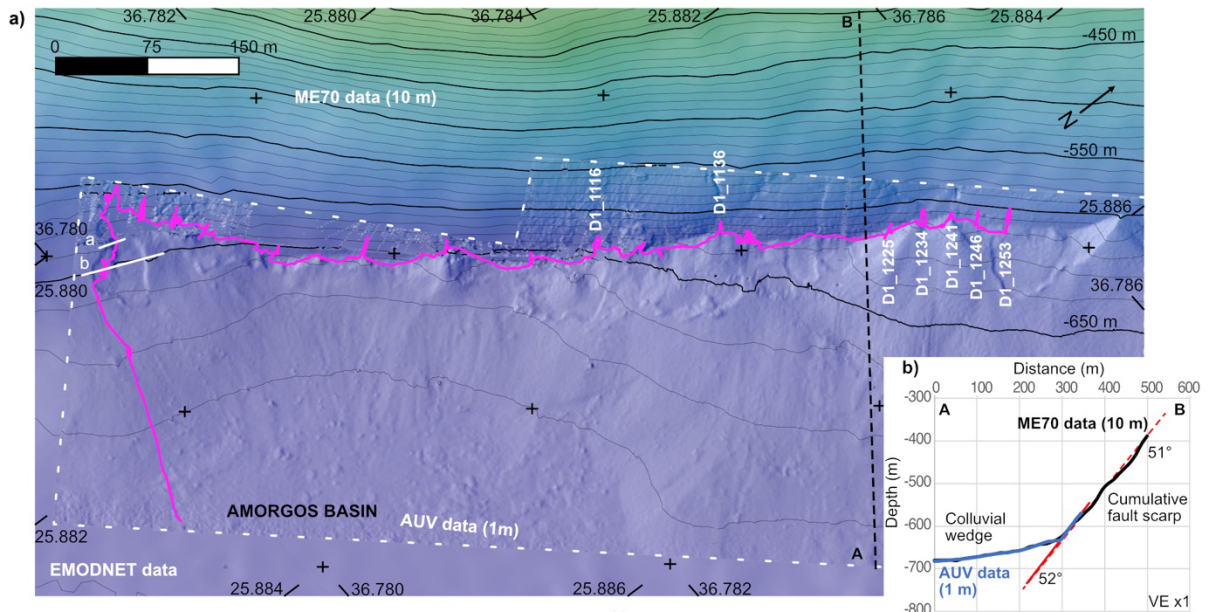 a)
36.782
25.880
36.784
25.882
B
36.786
25.884
0
75
150 m
-450 m
ME70 data (10 m)
N
-550 m
D1_1116
D1_1136
25.886
36.780
a
b
25.880
D1_1225
D1_1234
D1_1241
D1_1246
D1_1253
36.786
-650 m
AMORGOS BASIN
AUV data (1m)
A
25.882
EMODNET data
25.884
36.780
25.886
36.782
b)
Distance (m)
0
100
200
300
400
500
600
-300
A
B
ME70 data (10 m)
-400
51°
-500
Depth (m)
Cumulative
fault scarp
Colluvial
wedge
-600
-700
AUV data
(1 m)
52°
-800
VE x1